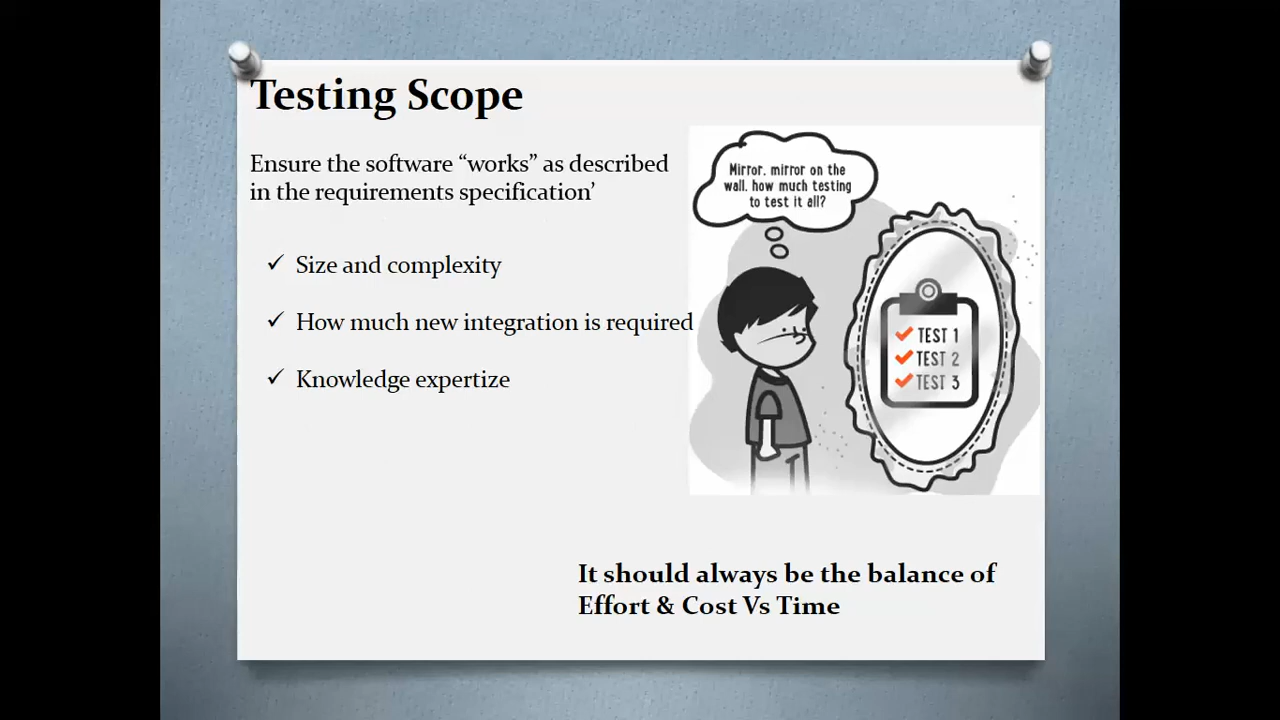 Testing Scope
Ensure the software “works” as described
in the requirements specification’
✓ Size and complexity
✓ How much new integration is required
✓ Knowledge expertize
Mirror, mirror on the
wall, how much testing
to test it all?
TEST 1
TEST 2
TEST 3
It should always be the balance of
Effort & Cost Vs Time